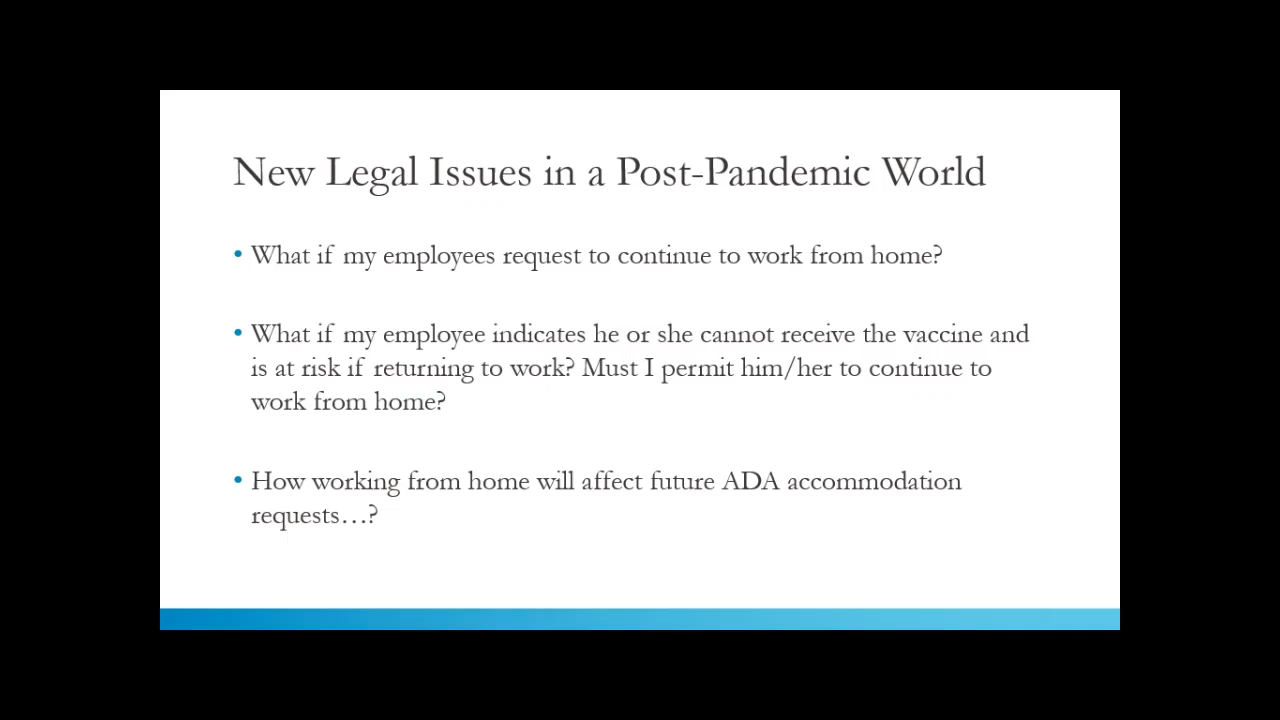 New Legal Issues in a Post-Pandemic World
• What if my employees request to continue to work from home?
• What if my employee indicates he or she cannot receive the vaccine and
is at risk if returning to work? Must I permit him/her to continue to
work from home?
• How working from home will affect future ADA accommodation
requests…?